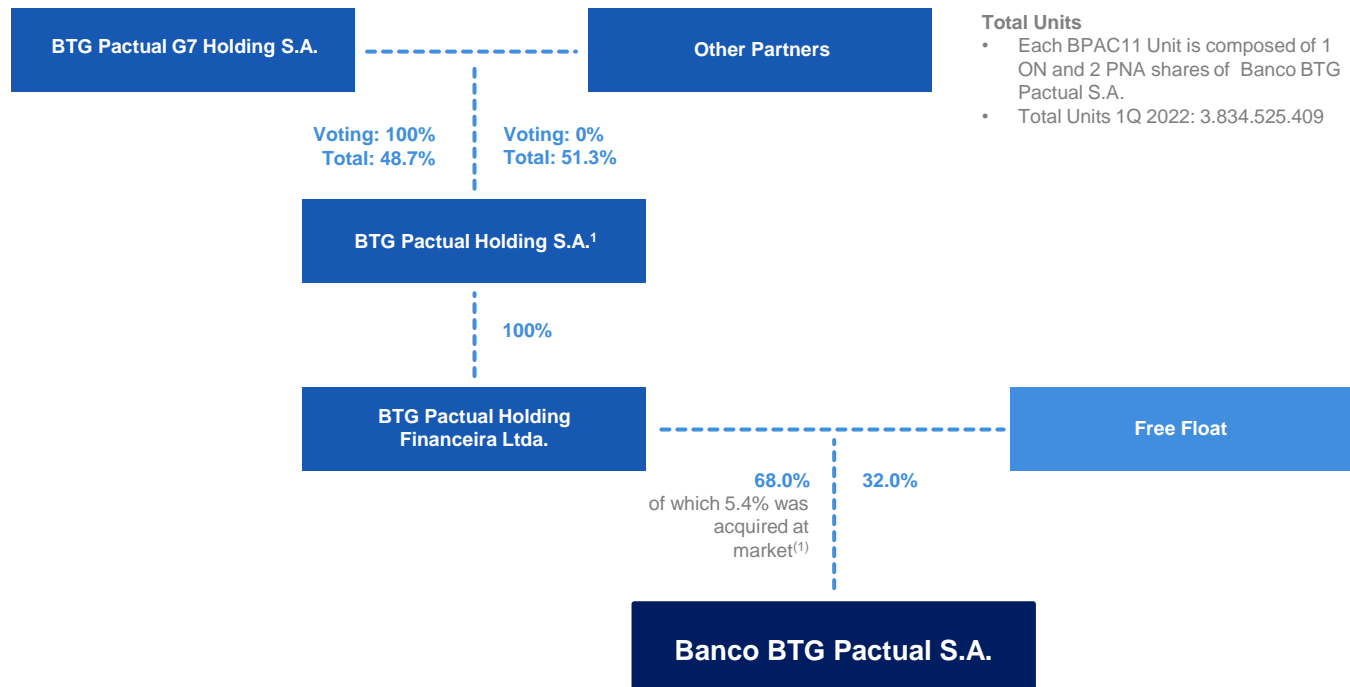 BTG Pactual G7 Holding S.A.
Other Partners
Total Units
• Each BPAC11 Unit is composed of 1
ON and 2 PNA shares of Banco BTG
Pactual S.A.
• Total Units 1Q 2022: 3.834.525.409
Voting: 100%
Total: 48.7%
Voting: 0%
Total: 51.3%
BTG Pactual Holding S.A.¹
100%
BTG Pactual Holding
Financeira Ltda.
Free Float
68.0%
of which 5.4% was
acquired at
market⁽¹⁾
32.0%
Banco BTG Pactual S.A.